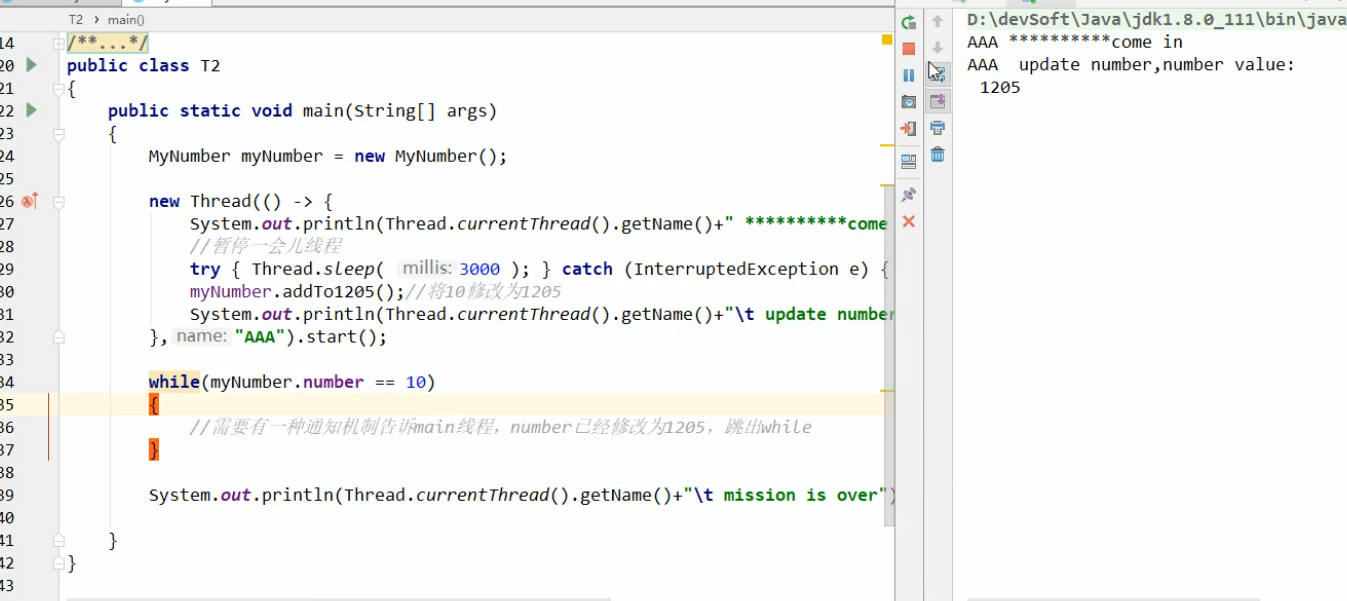 T2 > main()
14 /**...*/
20 public class T2
21 {
22 public static void main(String[] args)
23 {
24 MyNumber myNumber = new MyNumber();
25
26 new Thread(() -> {
27 System.out.println(Thread.currentThread().getName()+" **********come
28 //暂停一会儿线程
29 try { Thread.sleep( millis: 3000 ); } catch (InterruptedException e) {
30 myNumber.addTo1205();//将10修改为1205
31 System.out.println(Thread.currentThread().getName()+"\t update number
32 }, name: "AAA").start();
33
34 while(myNumber.number == 10)
35 {
36 //需要有一种通知机制告诉main线程，number已经修改为1205，跳出while
37 }
38
39 System.out.println(Thread.currentThread().getName()+"\t mission is over")
40
41 }
42 }
43
D:\devSoft\Java\jdk1.8.0_111\bin\java
AAA **********come in
AAA update number,number value:
1205